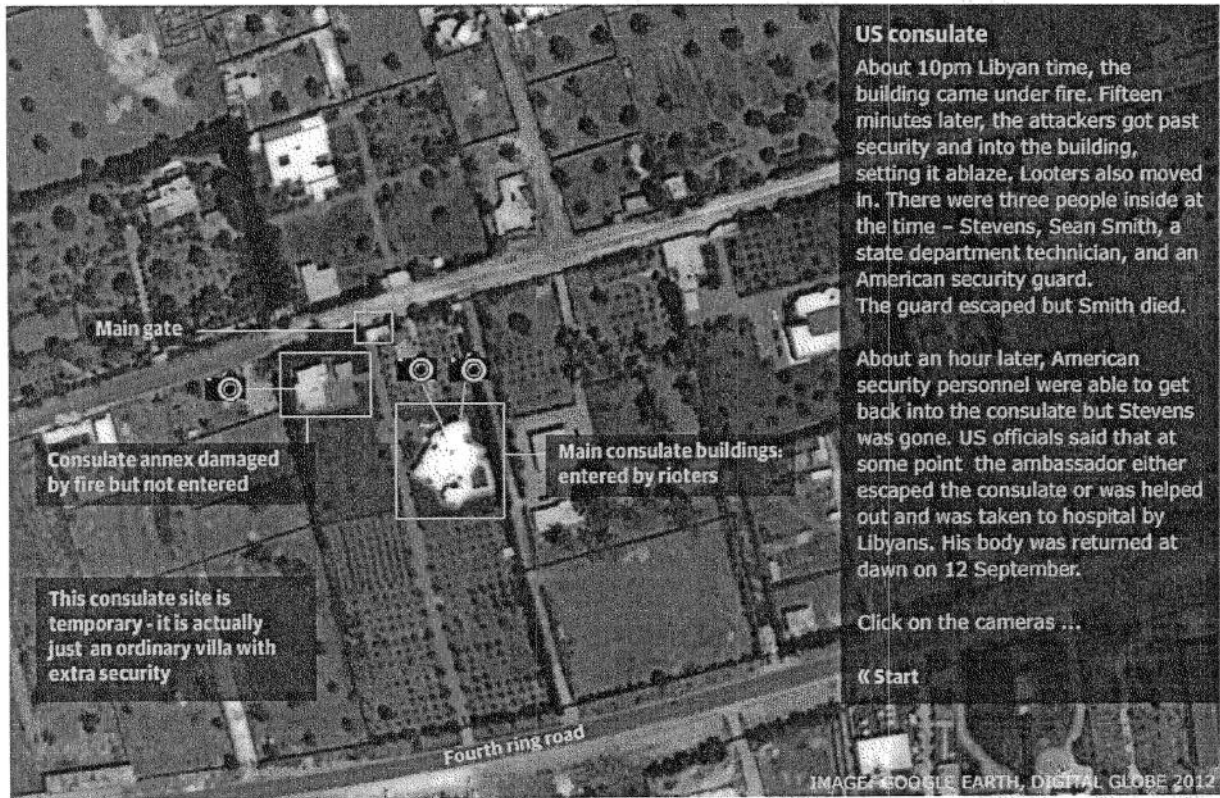 US consulate
About 10pm Libyan time, the
building came under fire. Fifteen
minutes later, the attackers got past
security and into the building,
setting it ablaze. Looters also moved
in. There were three people inside at
the time – Stevens, Sean Smith, a
state department technician, and an
American security guard.
The guard escaped but Smith died.
About an hour later, American
security personnel were able to get
back into the consulate but Stevens
was gone. US officials said that at
some point the ambassador either
escaped the consulate or was helped
out and was taken to hospital by
Libyans. His body was returned at
dawn on 12 September.
Click on the cameras ...
« Start
Main gate
Consulate annex damaged
by fire but not entered
Main consulate buildings:
entered by rioters
This consulate site is
temporary - it is actually
just an ordinary villa with
extra security
Fourth ring road
IMAGE: GOOGLE EARTH, DIGITAL GLOBE 2012